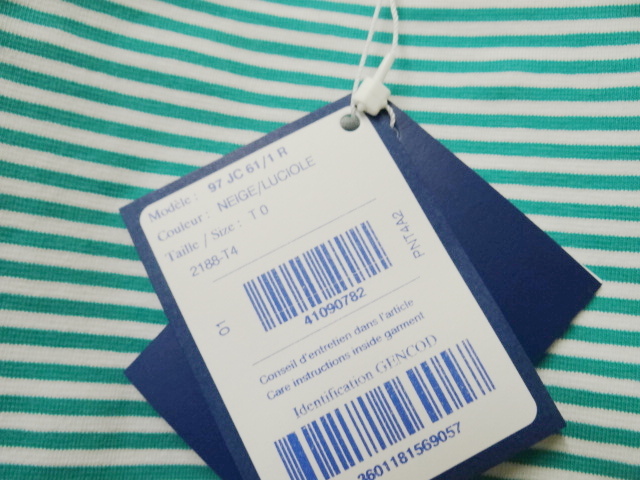 Modèle : 97 JC 61/1 R
Couleur : NEIGE/LUCIOLE
Taille / Size : T 0
2188-T4
PNT4A2
01
41090782
Conseil d'entretien dans l'article
Care instructions inside garment
Identification GENCOD
3601181569057